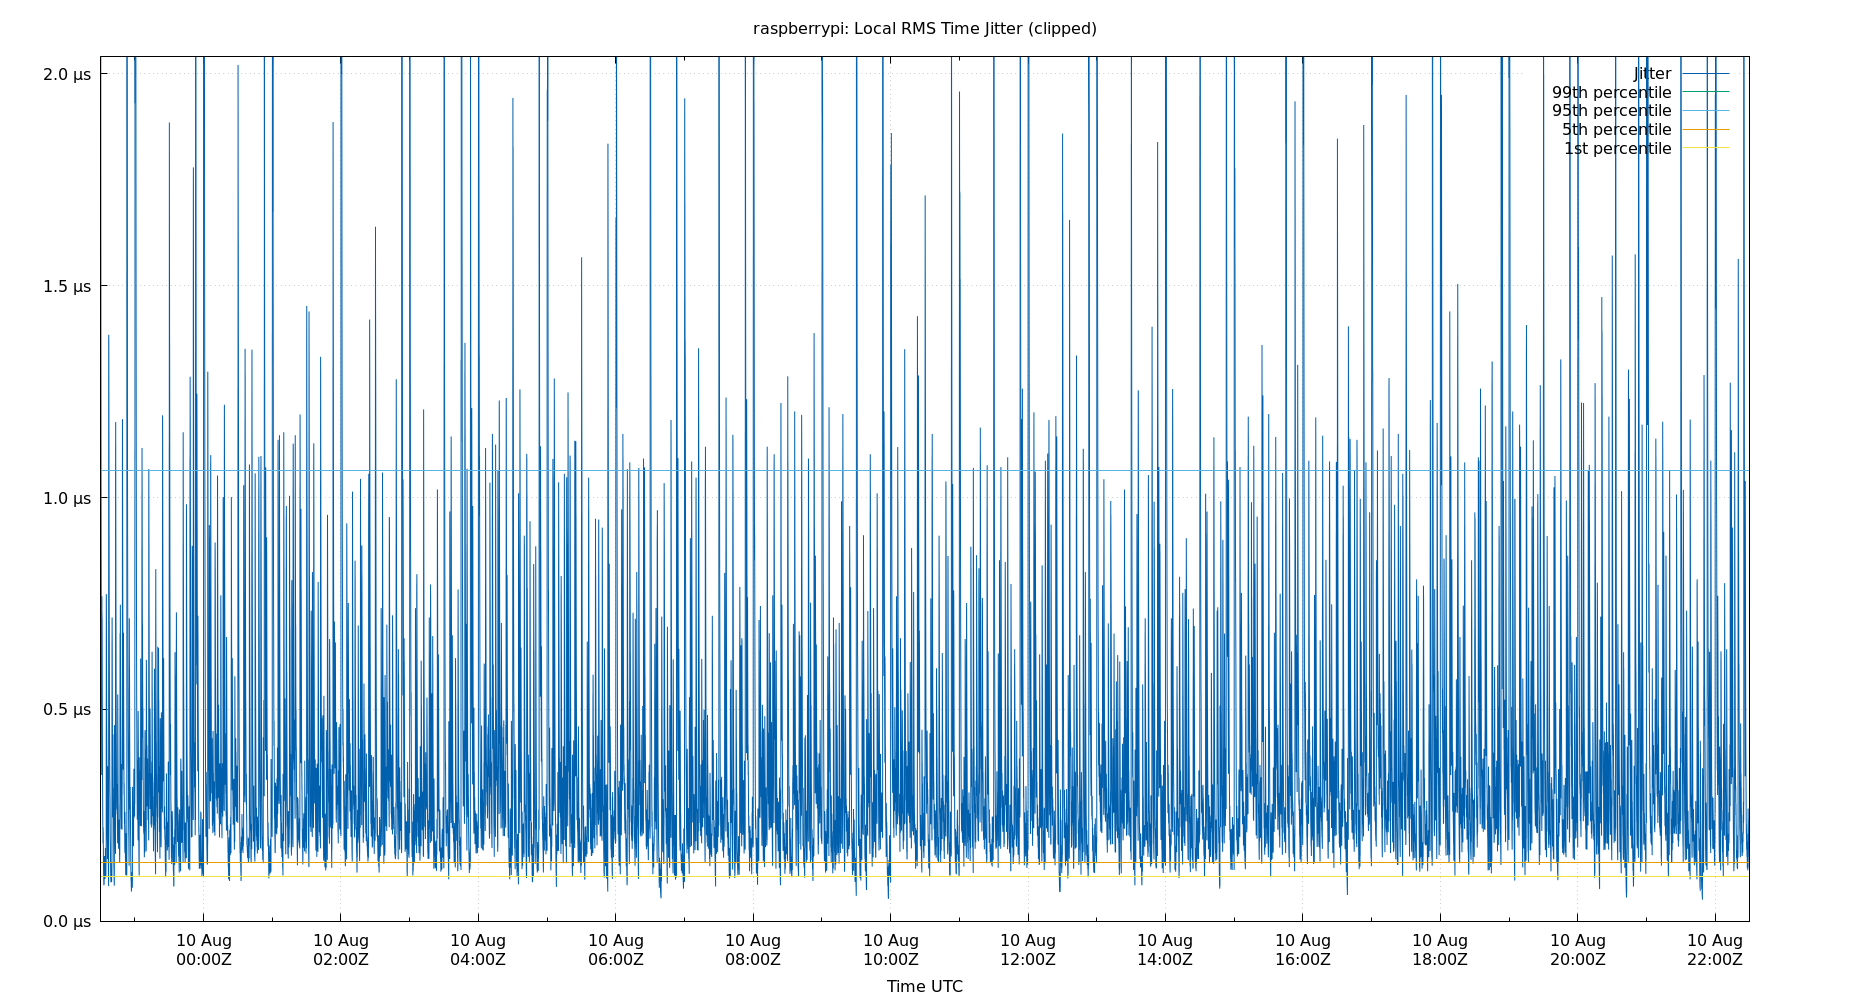 raspberrypi: Local RMS Time Jitter (clipped)
2.0 µs
1.5 µs
1.0 µs
0.5 µs
0.0 µs
Jitter
99th percentile
95th percentile
5th percentile
1st percentile
10 Aug 10 Aug 10 Aug 10 Aug 10 Aug 10 Aug 10 Aug 10 Aug 10 Aug 10 Aug 10 Aug 10 Aug
00:00Z 02:00Z 04:00Z 06:00Z 08:00Z 10:00Z 12:00Z 14:00Z 16:00Z 18:00Z 20:00Z 22:00Z
Time UTC